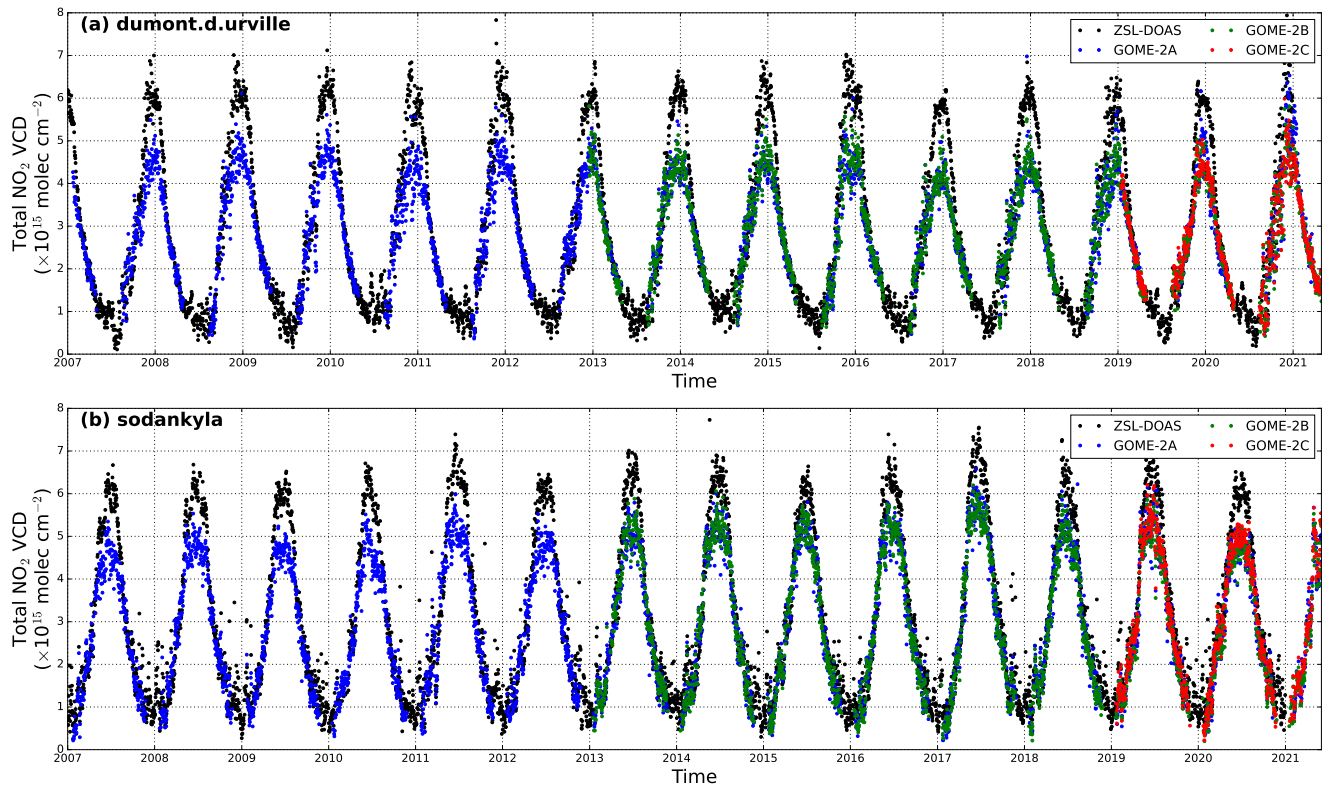 (a) dumont.d.urville
ZSL-DOAS GOME-2B
GOME-2A GOME-2C
Total NO₂ VCD
(×10¹⁵ molec cm⁻²)
8
7
6
5
4
3
2
1
0
2007 2008 2009 2010 2011 2012 2013 2014 2015 2016 2017 2018 2019 2020 2021
Time
(b) sodankyla
ZSL-DOAS GOME-2B
GOME-2A GOME-2C
Total NO₂ VCD
(×10¹⁵ molec cm⁻²)
8
7
6
5
4
3
2
1
0
2007 2008 2009 2010 2011 2012 2013 2014 2015 2016 2017 2018 2019 2020 2021
Time